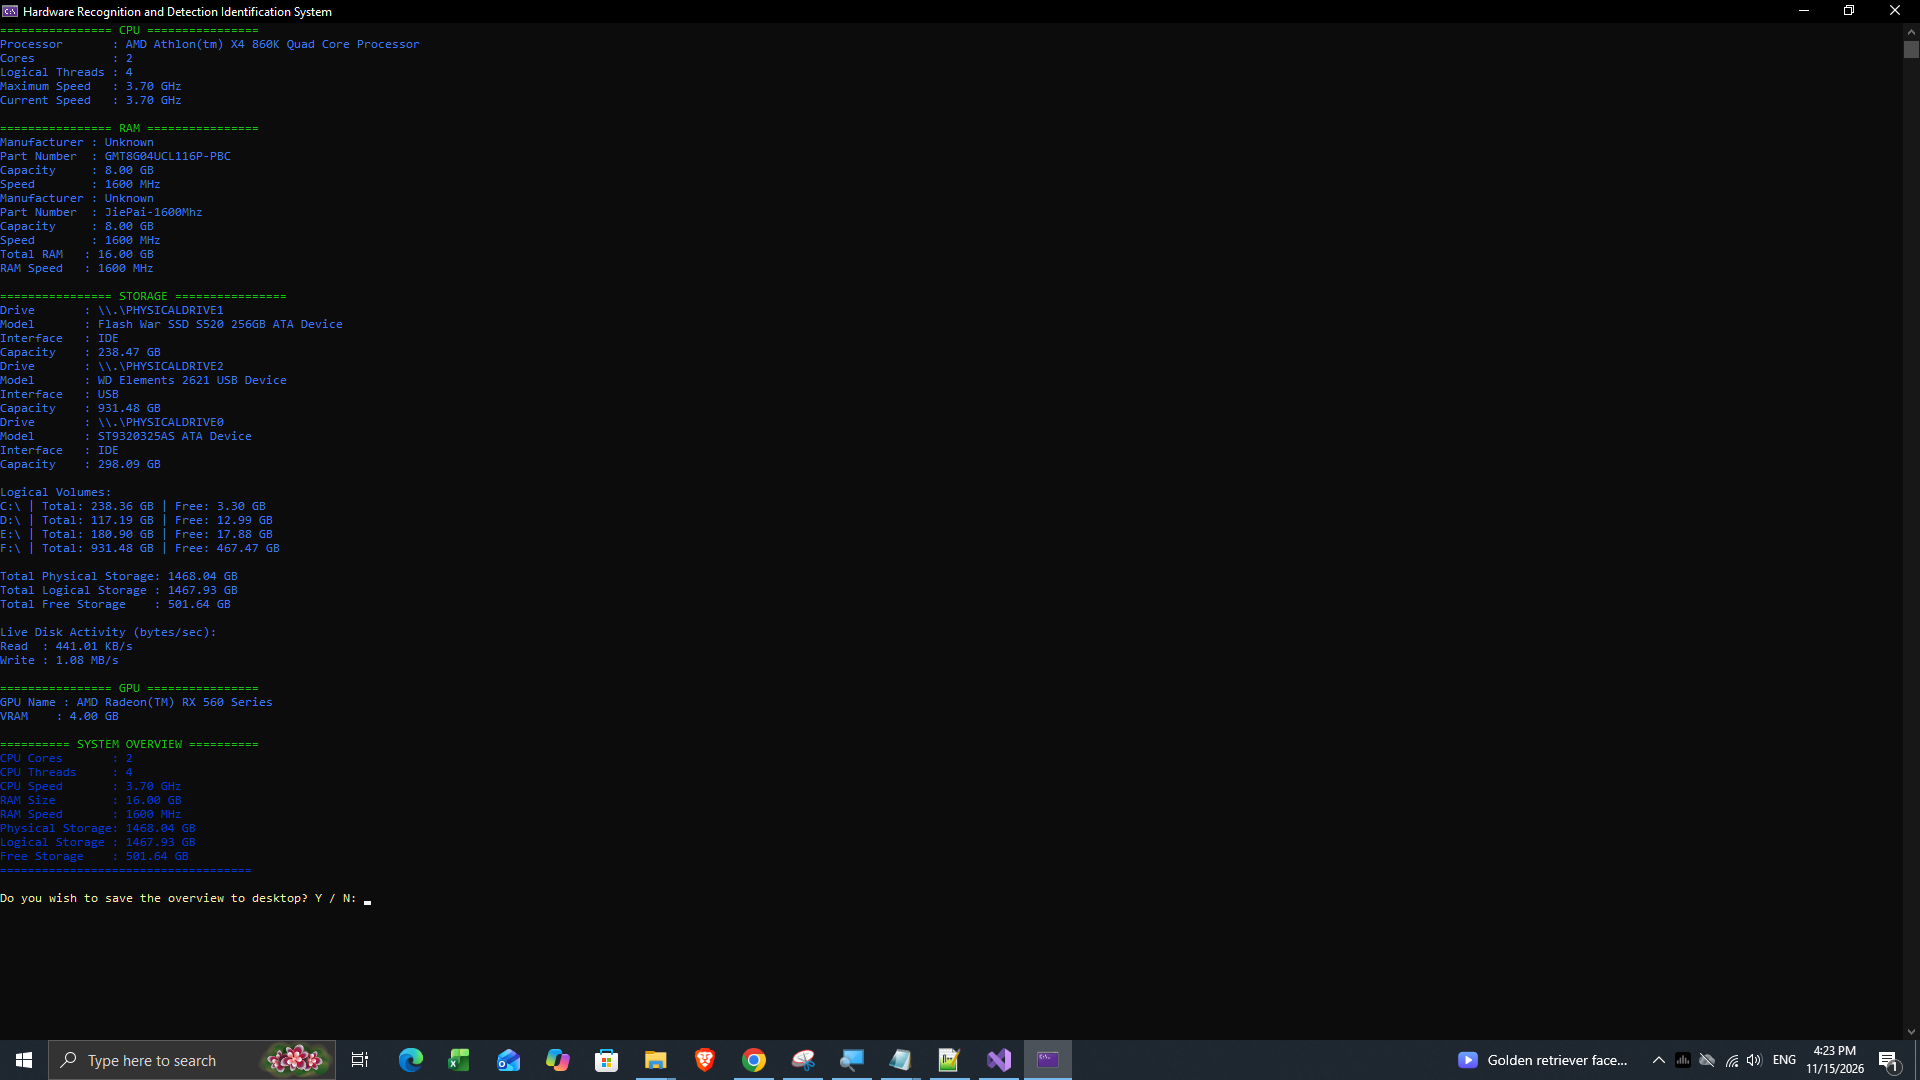 Hardware Recognition and Detection Identification System
================ CPU ================
Processor       : AMD Athlon(tm) X4 860K Quad Core Processor
Cores           : 2
Logical Threads : 4
Maximum Speed   : 3.70 GHz
Current Speed   : 3.70 GHz
================ RAM ================
Manufacturer : Unknown
Part Number  : GMT8G04UCL116P-PBC
Capacity     : 8.00 GB
Speed        : 1600 MHz
Manufacturer : Unknown
Part Number  : JiePai-1600Mhz
Capacity     : 8.00 GB
Speed        : 1600 MHz
Total RAM   : 16.00 GB
RAM Speed   : 1600 MHz
================ STORAGE ================
Drive       : \\.\PHYSICALDRIVE1
Model       : Flash War SSD S520 256GB ATA Device
Interface   : IDE
Capacity    : 238.47 GB
Drive       : \\.\PHYSICALDRIVE2
Model       : WD Elements 2621 USB Device
Interface   : USB
Capacity    : 931.48 GB
Drive       : \\.\PHYSICALDRIVE0
Model       : ST9320325AS ATA Device
Interface   : IDE
Capacity    : 298.09 GB
Logical Volumes:
C:\ | Total: 238.36 GB | Free: 3.30 GB
D:\ | Total: 117.19 GB | Free: 12.99 GB
E:\ | Total: 180.90 GB | Free: 17.88 GB
F:\ | Total: 931.48 GB | Free: 467.47 GB
Total Physical Storage: 1468.04 GB
Total Logical Storage : 1467.93 GB
Total Free Storage    : 501.64 GB
Live Disk Activity (bytes/sec):
Read  : 441.01 KB/s
Write : 1.08 MB/s
================ GPU ================
GPU Name : AMD Radeon(TM) RX 560 Series
VRAM    : 4.00 GB
========== SYSTEM OVERVIEW ==========
CPU Cores       : 2
CPU Threads     : 4
CPU Speed       : 3.70 GHz
RAM Size        : 16.00 GB
RAM Speed       : 1600 MHz
Physical Storage: 1468.04 GB
Logical Storage : 1467.93 GB
Free Storage    : 501.64 GB
====================================
Do you wish to save the overview to desktop? Y / N:
Type here to search
Golden retriever face...
ENG
4:23 PM
11/15/2026
1